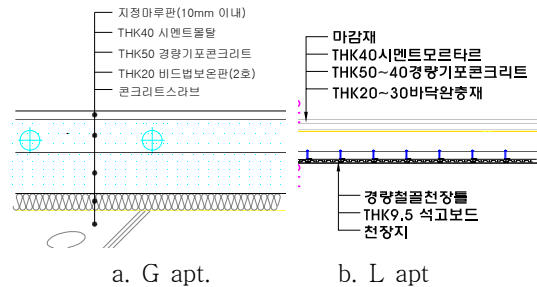 지정마루판(10mm 이내)
THK40 시멘트몰탈
THK50 경량기포콘크리트
THK20 비드법보온판(2호)
콘크리트스라브
마감재
THK40시멘트모르타르
THK50~40경량기포콘크리트
THK20~30바닥완충재
경량철골천장틀
THK9.5 석고보드
천장지
a. G apt.
b. L apt